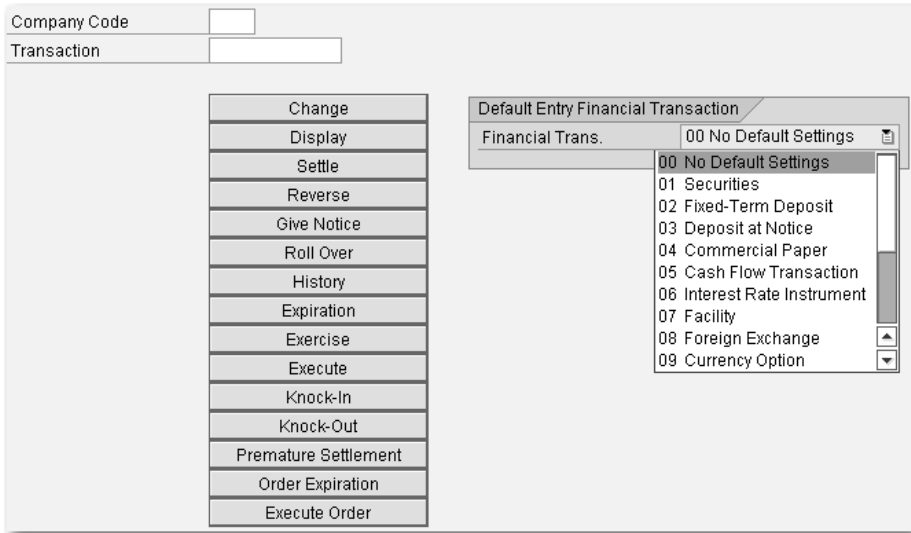 Company Code
Transaction
Change
Display
Settle
Reverse
Give Notice
Roll Over
History
Expiration
Exercise
Execute
Knock-In
Knock-Out
Premature Settlement
Order Expiration
Execute Order
Default Entry Financial Transaction
Financial Trans. 00 No Default Settings
00 No Default Settings
01 Securities
02 Fixed-Term Deposit
03 Deposit at Notice
04 Commercial Paper
05 Cash Flow Transaction
06 Interest Rate Instrument
07 Facility
08 Foreign Exchange
09 Currency Option